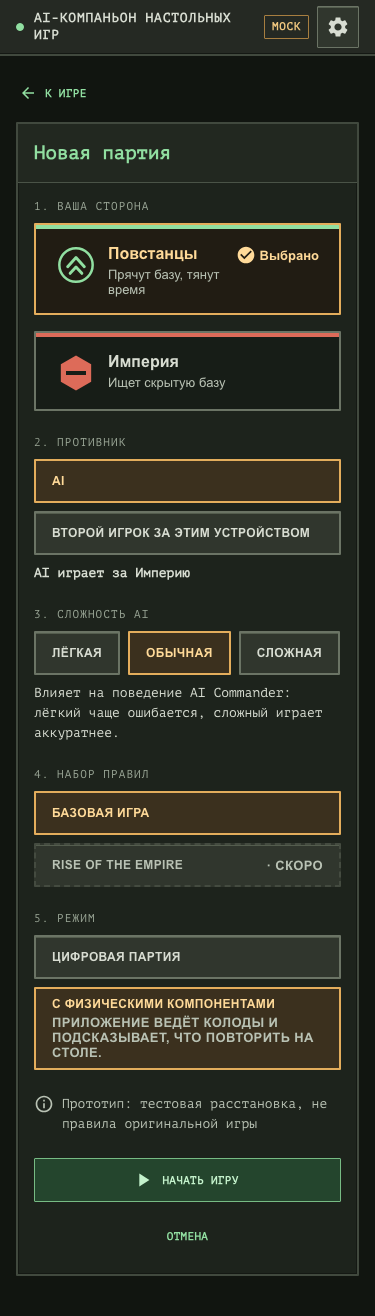 AI-КОМПАНЬОН НАСТОЛЬНЫХ
ИГР
МОСК
К ИГРЕ
Новая партия
1. ВАША СТОРОНА
Повстанцы
Выбрано
Прячут базу, тянут
время
Империя
Ищет скрытую базу
2. ПРОТИВНИК
AI
ВТОРОЙ ИГРОК ЗА ЭТИМ УСТРОЙСТВОМ
AI играет за Империю
3. СЛОЖНОСТЬ AI
ЛЁГКАЯ
ОБЫЧНАЯ
СЛОЖНАЯ
Влияет на поведение AI Commander:
лёгкий чаще ошибается, сложный играет
аккуратнее.
4. НАБОР ПРАВИЛ
БАЗОВАЯ ИГРА
RISE OF THE EMPIRE
· СКОРО
5. РЕЖИМ
ЦИФРОВАЯ ПАРТИЯ
С ФИЗИЧЕСКИМИ КОМПОНЕНТАМИ
ПРИЛОЖЕНИЕ ВЕДЁТ КОЛОДЫ И
ПОДСКАЗЫВАЕТ, ЧТО ПОВТОРИТЬ НА
СТОЛЕ.
Прототип: тестовая расстановка, не
правила оригинальной игры
НАЧАТЬ ИГРУ
ОТМЕНА